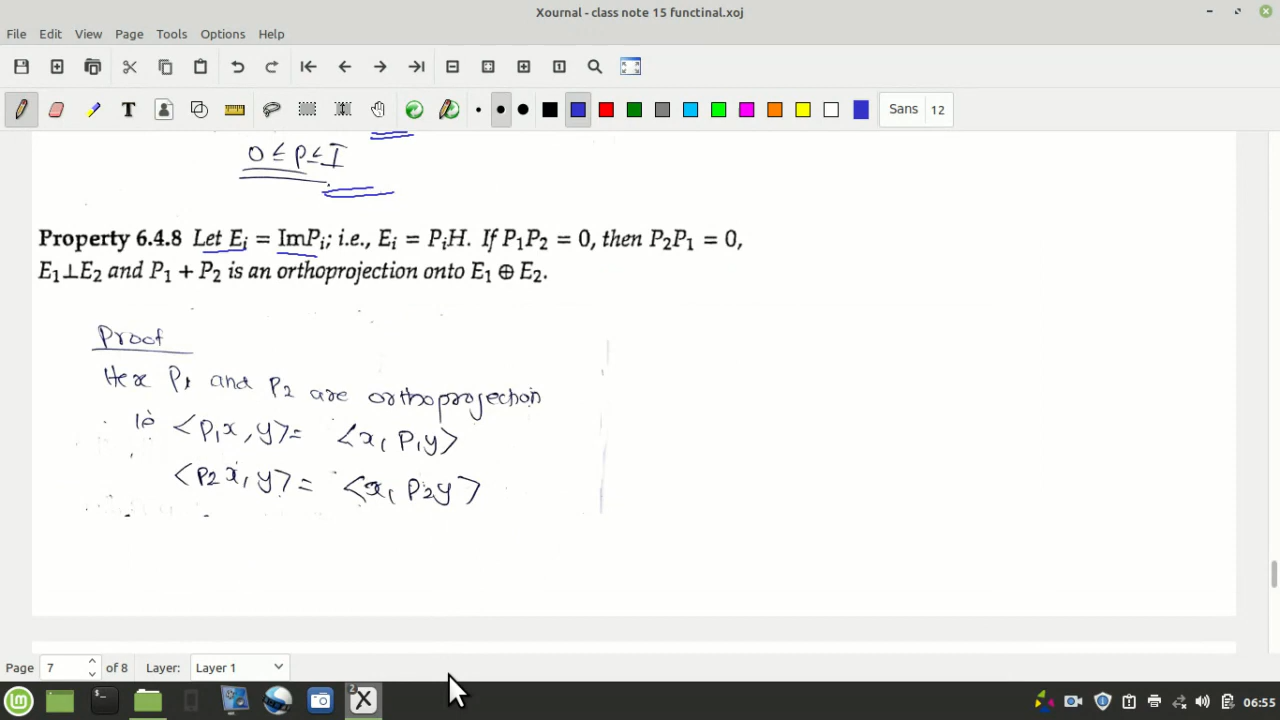 Xournal - class note 15 functinal.xoj
File Edit View Page Tools Options Help
Sans 12
0 ≤ P ≤ I
Property 6.4.8 Let Eᵢ = ImPᵢ; i.e., Eᵢ = PᵢH. If P₁P₂ = 0, then P₂P₁ = 0,
E₁⊥E₂ and P₁ + P₂ is an orthoprojection onto E₁ ⊕ E₂.
Proof
Her P₁ and P₂ are orthoprojection
ie <P₁x, y> = <x, P₁y>
<P₂x, y> = <x, P₂y>
Page 7 of 8 Layer: Layer 1
2
06:55